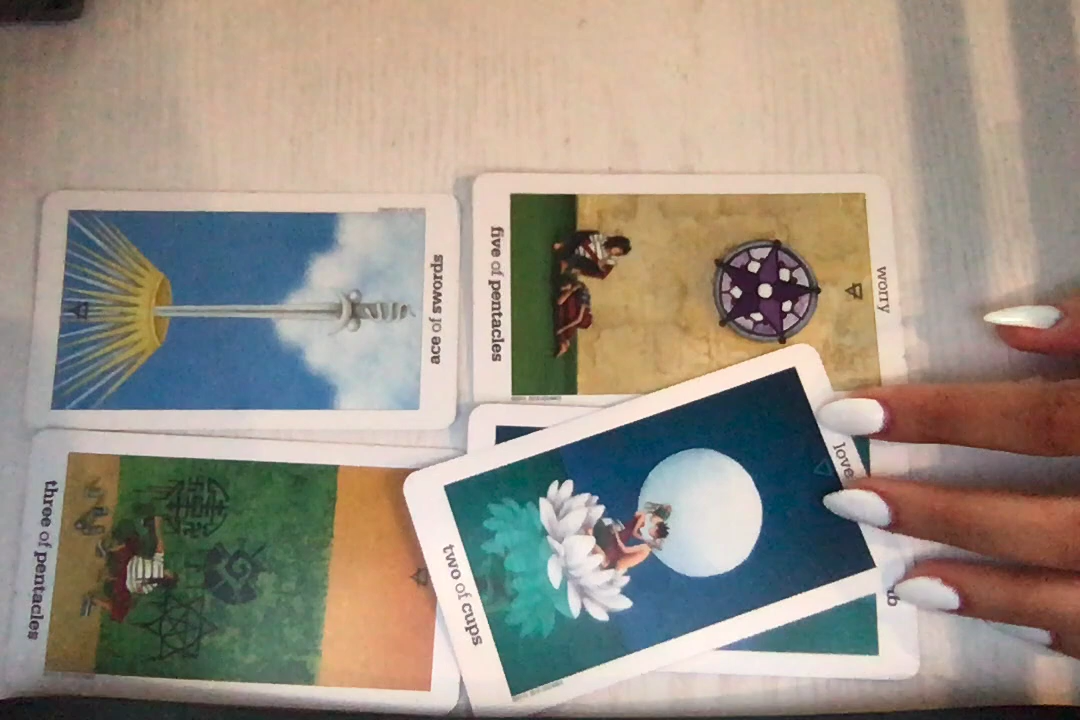 ace of swords
five of pentacles
worry
three of pentacles
two of cups
love